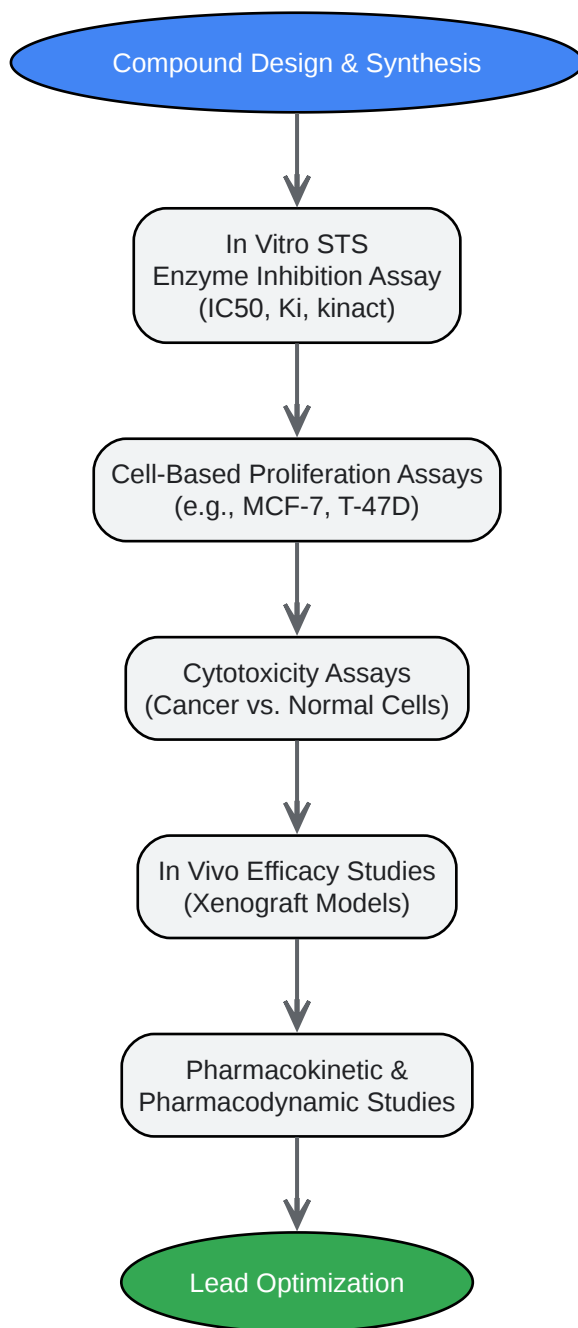 Compound Design & Synthesis
In Vitro STS
Enzyme Inhibition Assay
(IC50, Ki, kinact)
Cell-Based Proliferation Assays
(e.g., MCF-7, T-47D)
Cytotoxicity Assays
(Cancer vs. Normal Cells)
In Vivo Efficacy Studies
(Xenograft Models)
Pharmacokinetic &
Pharmacodynamic Studies
Lead Optimization